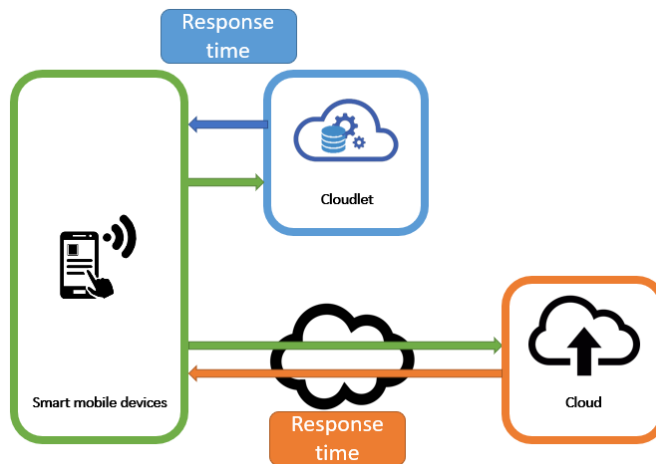 Response
time
Cloudlet
Smart mobile devices
Cloud
Response
time